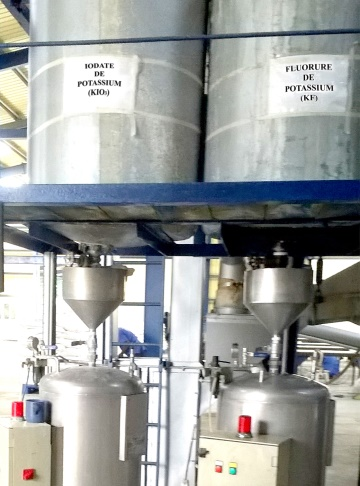 IODATE
DE
POTASSIUM
(KIO₃)
FLUORURE
DE
POTASSIUM
(KF)